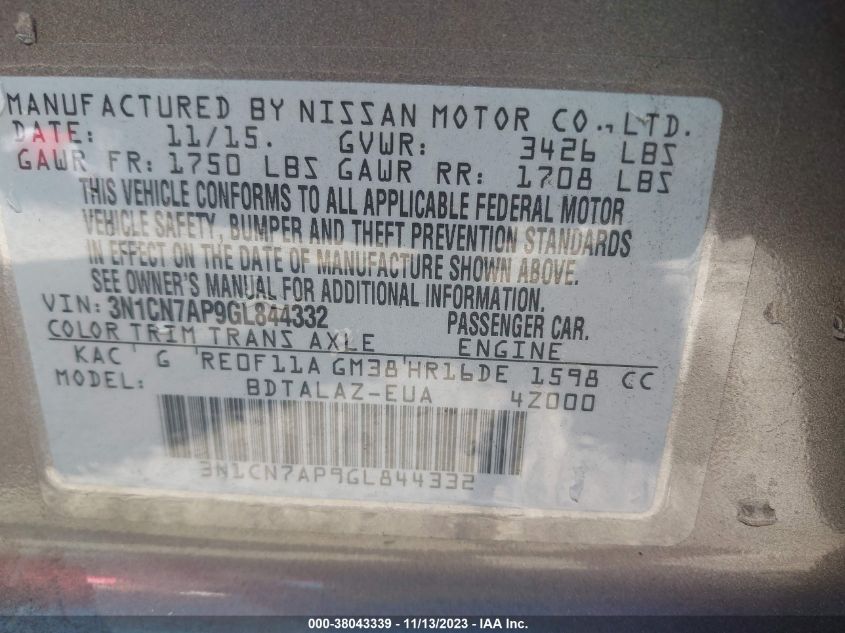 MANUFACTURED BY NISSAN MOTOR CO., LTD.
DATE: 11/15. GVWR: 3426 LBS
GAWR FR: 1750 LBS GAWR RR: 1708 LBS
THIS VEHICLE CONFORMS TO ALL APPLICABLE FEDERAL MOTOR
VEHICLE SAFETY, BUMPER AND THEFT PREVENTION STANDARDS
IN EFFECT ON THE DATE OF MANUFACTURE SHOWN ABOVE.
SEE OWNER'S MANUAL FOR ADDITIONAL INFORMATION.
VIN: 3N1CN7AP9GL844332 PASSENGER CAR.
COLOR TRIM TRANS AXLE ENGINE
KAC G RE0F11A GM38 HR16DE 1598 CC
MODEL: BDTALAZ-EUA 4Z000
3N1CN7AP9GL844332
000-38043339 - 11/13/2023 - IAA Inc.